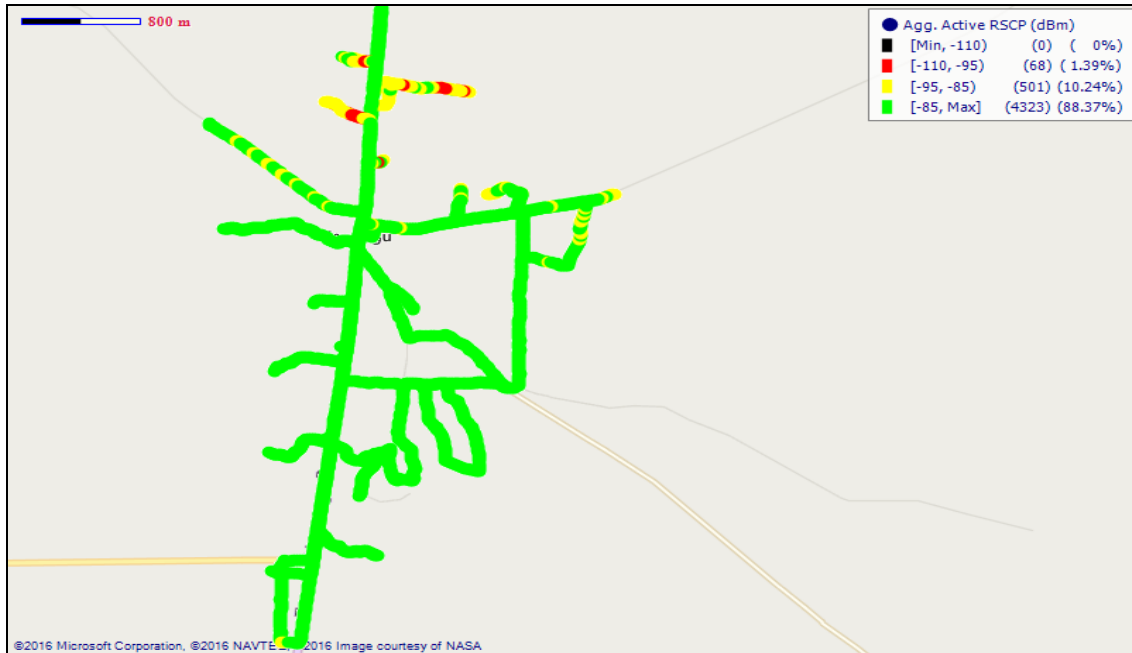 800 m
Agg. Active RSCP (dBm)
[Min, -110) (0) ( 0%)
[-110, -95) (68) ( 1.39%)
[-95, -85) (501) (10.24%)
[-85, Max] (4323) (88.37%)
©2016 Microsoft Corporation, ©2016 NAVTE 2016 Image courtesy of NASA